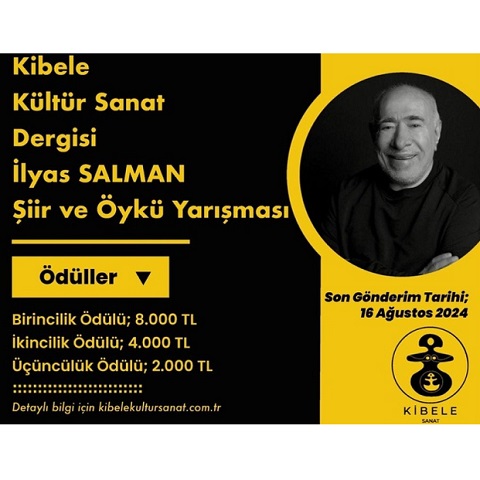 Kibele
Kültür Sanat
Dergisi
İlyas SALMAN
Şiir ve Öykü Yarışması
Ödüller
Birincilik Ödülü; 8.000 TL
İkincilik Ödülü; 4.000 TL
Üçüncülük Ödülü; 2.000 TL
Detaylı bilgi için kibelekultursanat.com.tr
Son Gönderim Tarihi;
16 Ağustos 2024
KİBELE
SANAT